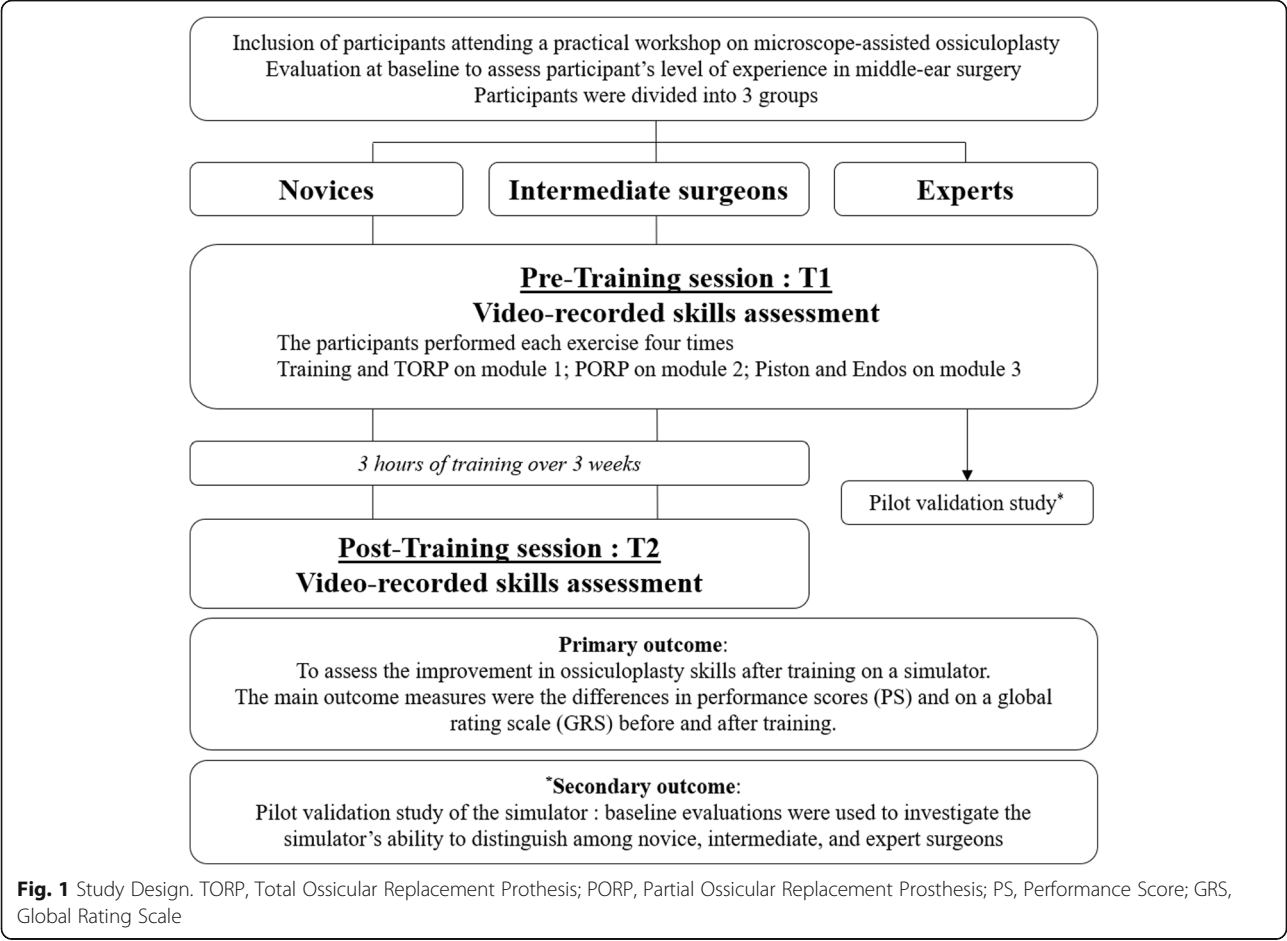 Inclusion of participants attending a practical workshop on microscope-assisted ossiculoplasty
Evaluation at baseline to assess participant's level of experience in middle-ear surgery
Participants were divided into 3 groups
Novices
Intermediate surgeons
Experts
Pre-Training session : T1
Video-recorded skills assessment
The participants performed each exercise four times
Training and TORP on module 1; PORP on module 2; Piston and Endos on module 3
3 hours of training over 3 weeks
Pilot validation study*
Post-Training session : T2
Video-recorded skills assessment
Primary outcome:
To assess the improvement in ossiculoplasty skills after training on a simulator.
The main outcome measures were the differences in performance scores (PS) and on a global
rating scale (GRS) before and after training.
*Secondary outcome:
Pilot validation study of the simulator : baseline evaluations were used to investigate the
simulator's ability to distinguish among novice, intermediate, and expert surgeons
Fig. 1 Study Design. TORP, Total Ossicular Replacement Prothesis; PORP, Partial Ossicular Replacement Prosthesis; PS, Performance Score; GRS,
Global Rating Scale